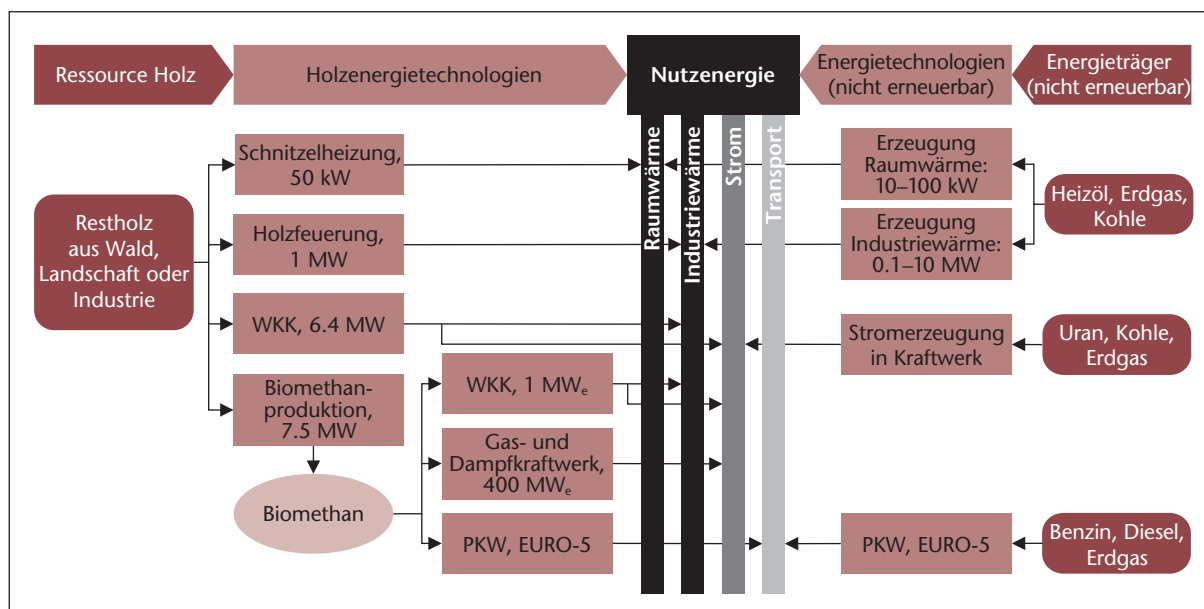 Ressource Holz
Holzenergietechnologien
Nutzenergie
Energietechnologien
(nicht erneuerbar)
Energieträger
(nicht erneuerbar)
Raumwärme
Industriewärme
Strom
Transport
Restholz
aus Wald,
Landschaft oder
Industrie
Schnitzelheizung,
50 kW
Holzfeuerung,
1 MW
WKK, 6.4 MW
Biomethan-
produktion,
7.5 MW
Biomethan
WKK, 1 MWe
Gas- und
Dampfkraftwerk,
400 MWe
PKW, EURO-5
Erzeugung
Raumwärme:
10–100 kW
Erzeugung
Industriewärme:
0.1–10 MW
Stromerzeugung
in Kraftwerk
PKW, EURO-5
Heizöl, Erdgas,
Kohle
Uran, Kohle,
Erdgas
Benzin, Diesel,
Erdgas